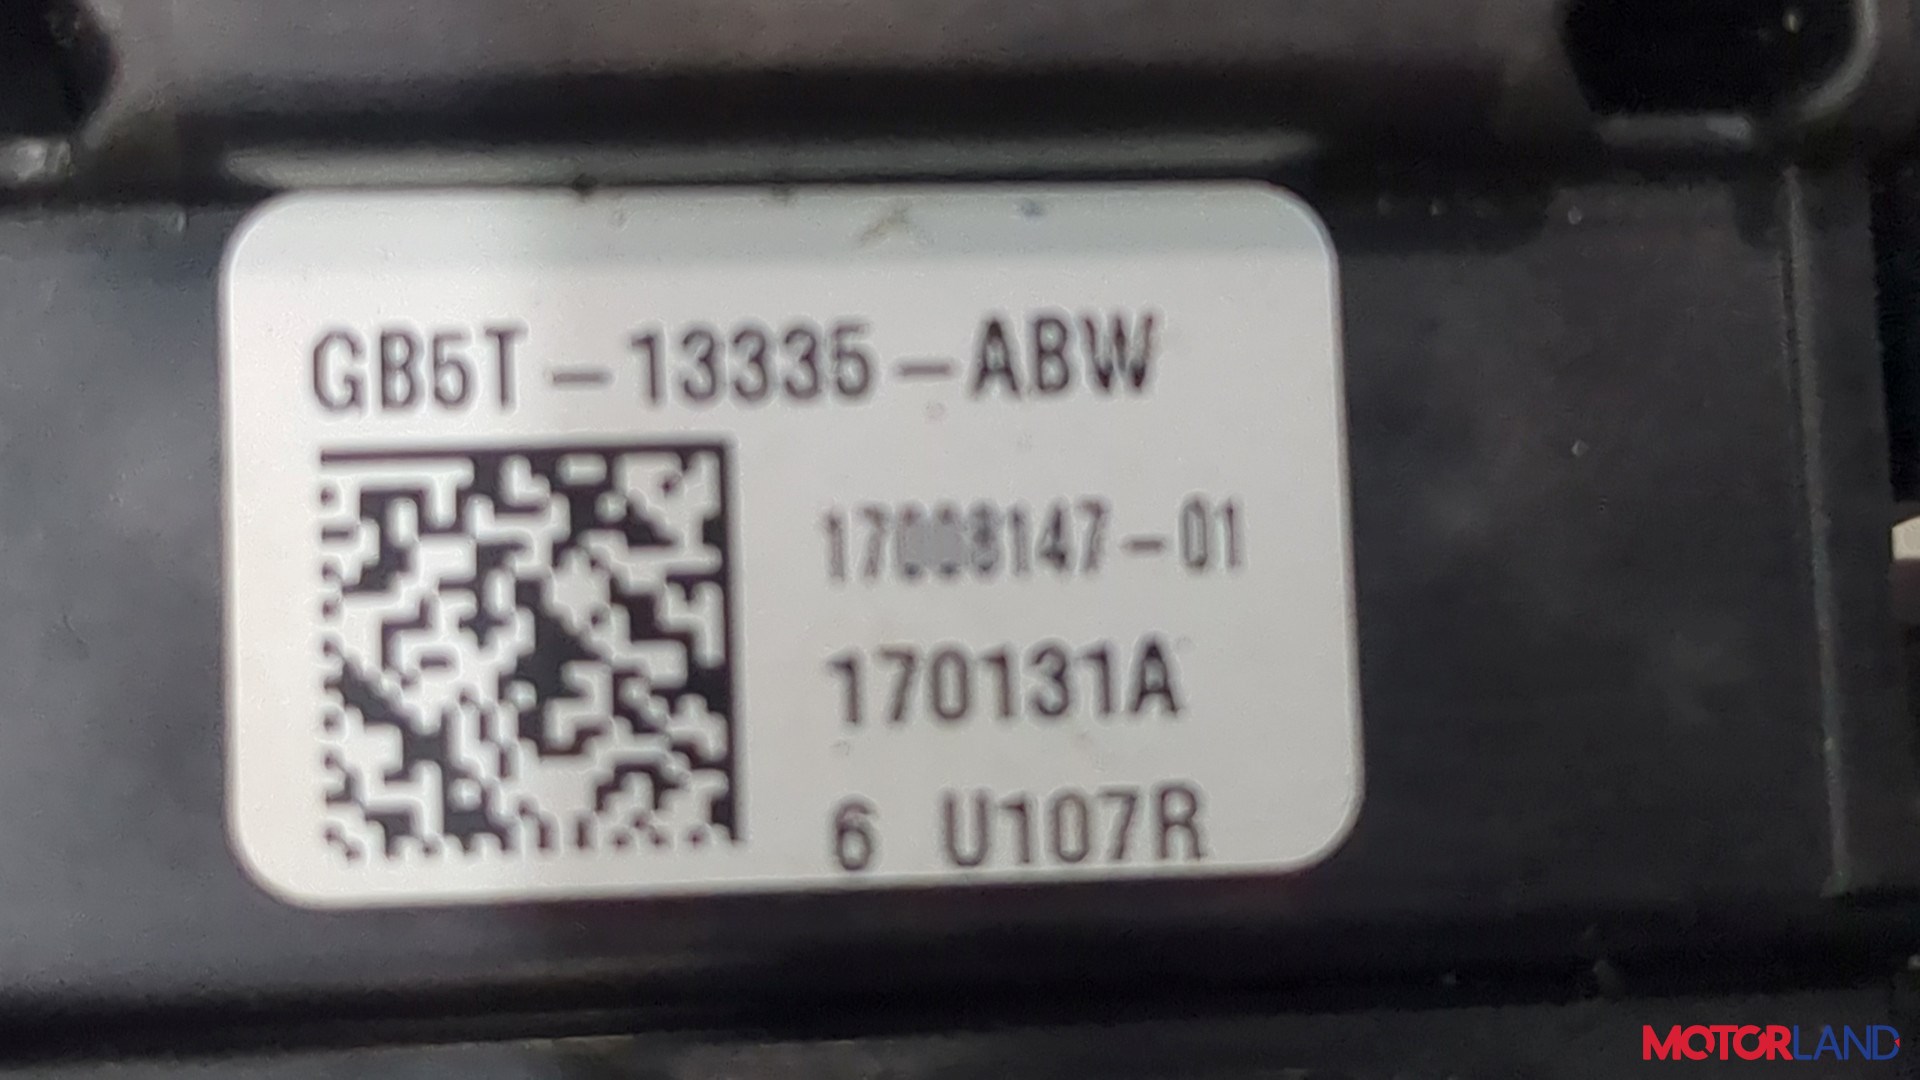 GB5T-13335-ABW
170131A
6 U107R
MOTORLAND